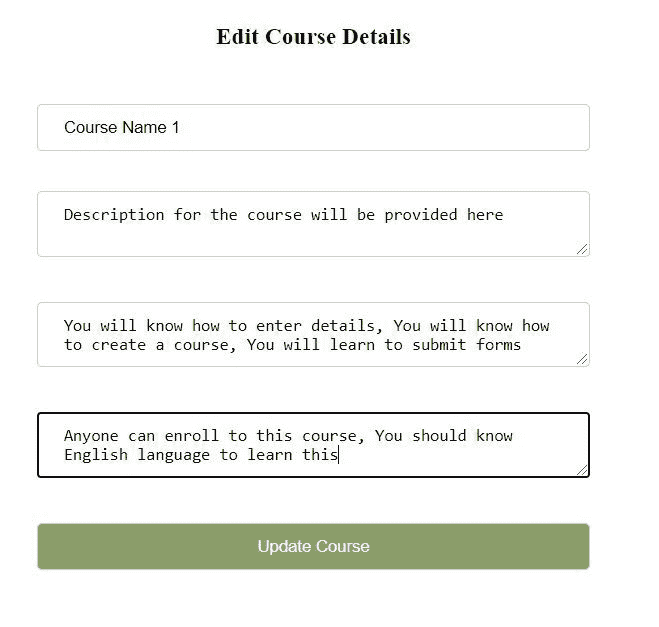 Edit Course Details
Course Name 1
Description for the course will be provided here
You will know how to enter details, You will know how
to create a course, You will learn to submit forms
Anyone can enroll to this course, You should know
English language to learn this
Update Course